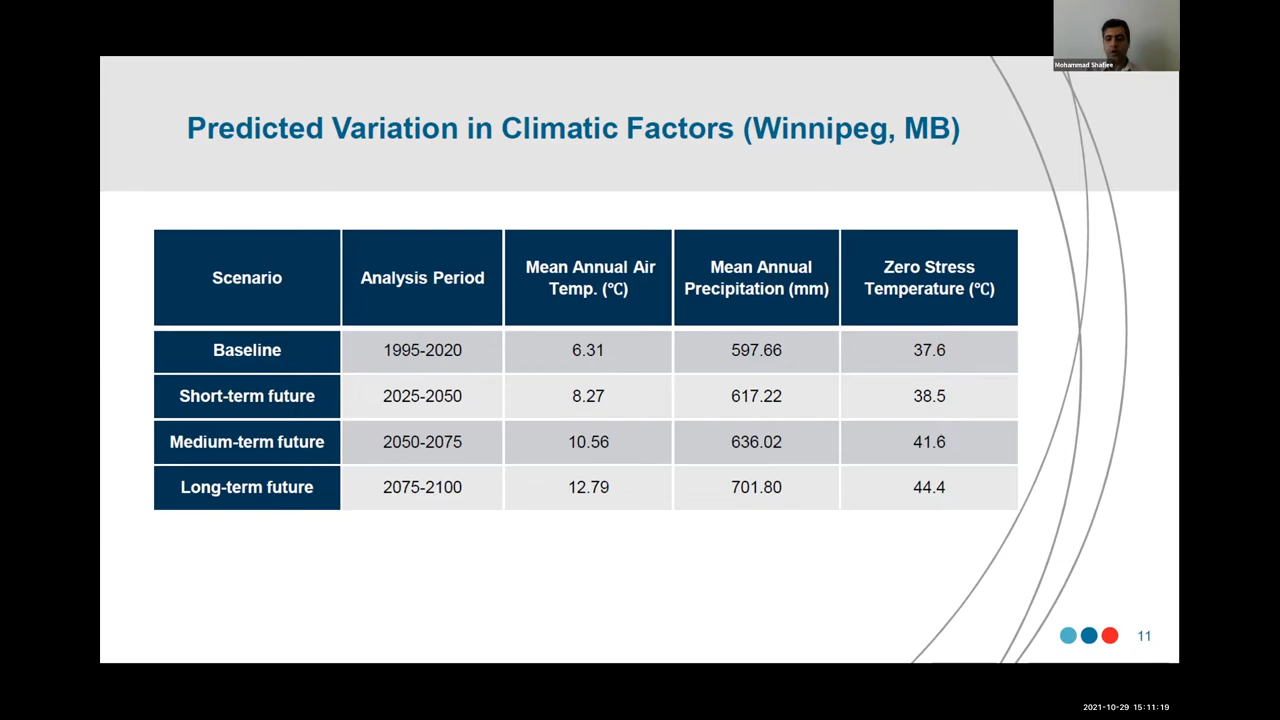 Mohammad Shafiee
Predicted Variation in Climatic Factors (Winnipeg, MB)
Scenario
Analysis Period
Mean Annual Air
Temp. (℃)
Mean Annual
Precipitation (mm)
Zero Stress
Temperature (℃)
Baseline 1995-2020 6.31 597.66 37.6
Short-term future 2025-2050 8.27 617.22 38.5
Medium-term future 2050-2075 10.56 636.02 41.6
Long-term future 2075-2100 12.79 701.80 44.4
11
2021-10-29 15:11:19